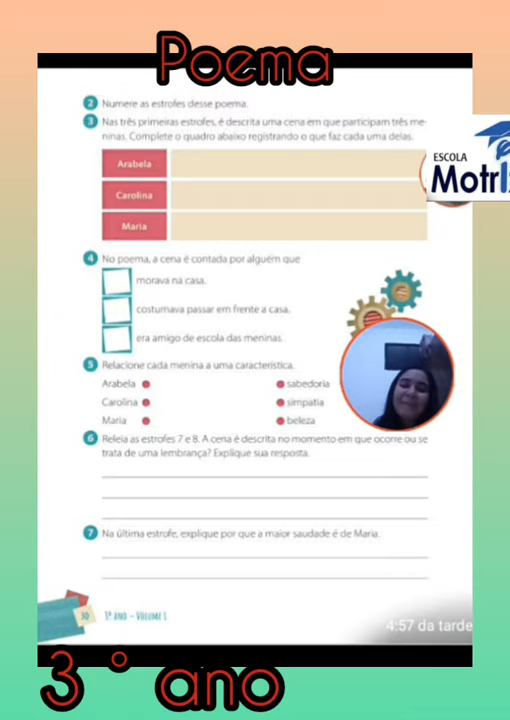 Poema
2 Numere as estrofes desse poema.
3 Nas três primeiras estrofes, é descrita uma cena em que participam três me-
ninas. Complete o quadro abaixo registrando o que faz cada uma delas.
Arabela
Carolina
Maria
ESCOLA
Motri
4 No poema, a cena é contada por alguém que
morava na casa.
costumava passar em frente a casa.
era amigo de escola das meninas.
5 Relacione cada menina a uma característica.
Arabela sabedoria
Carolina simpatia
Maria beleza
6 Releia as estrofes 7 e 8. A cena é descrita no momento em que ocorre ou se
trata de uma lembrança? Explique sua resposta.
7 Na última estrofe, explique por que a maior saudade é de Maria.
ANO – VOLUME 1
4:57 da tarde
3° ano